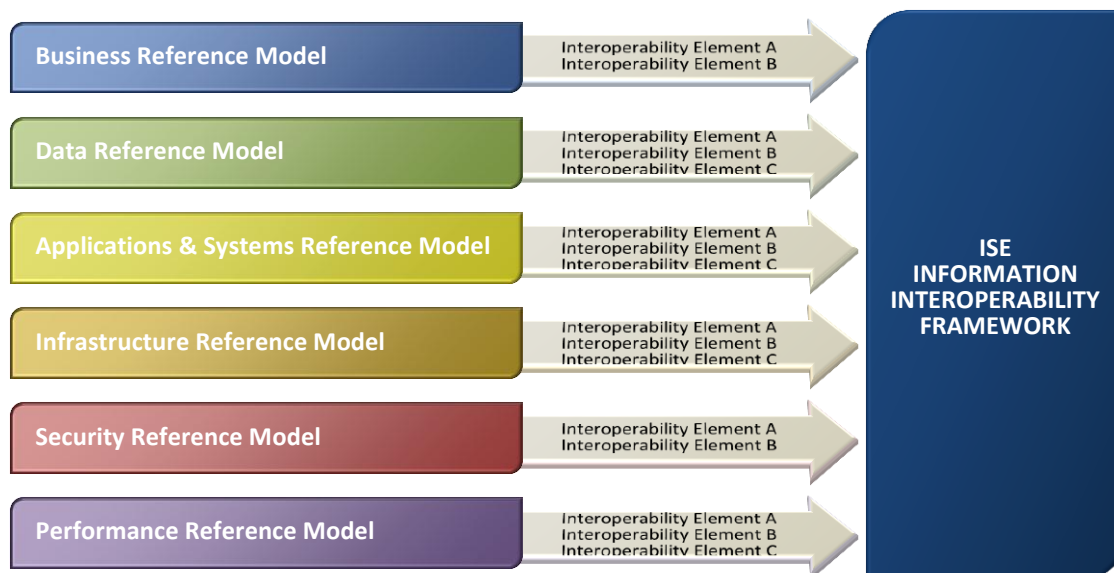 Business Reference Model
Interoperability Element A
Interoperability Element B
Data Reference Model
Interoperability Element A
Interoperability Element B
Interoperability Element C
Applications & Systems Reference Model
Interoperability Element A
Interoperability Element B
Interoperability Element C
Infrastructure Reference Model
Interoperability Element A
Interoperability Element B
Interoperability Element C
Security Reference Model
Interoperability Element A
Interoperability Element B
Performance Reference Model
Interoperability Element A
Interoperability Element B
Interoperability Element C
ISE
INFORMATION
INTEROPERABILITY
FRAMEWORK